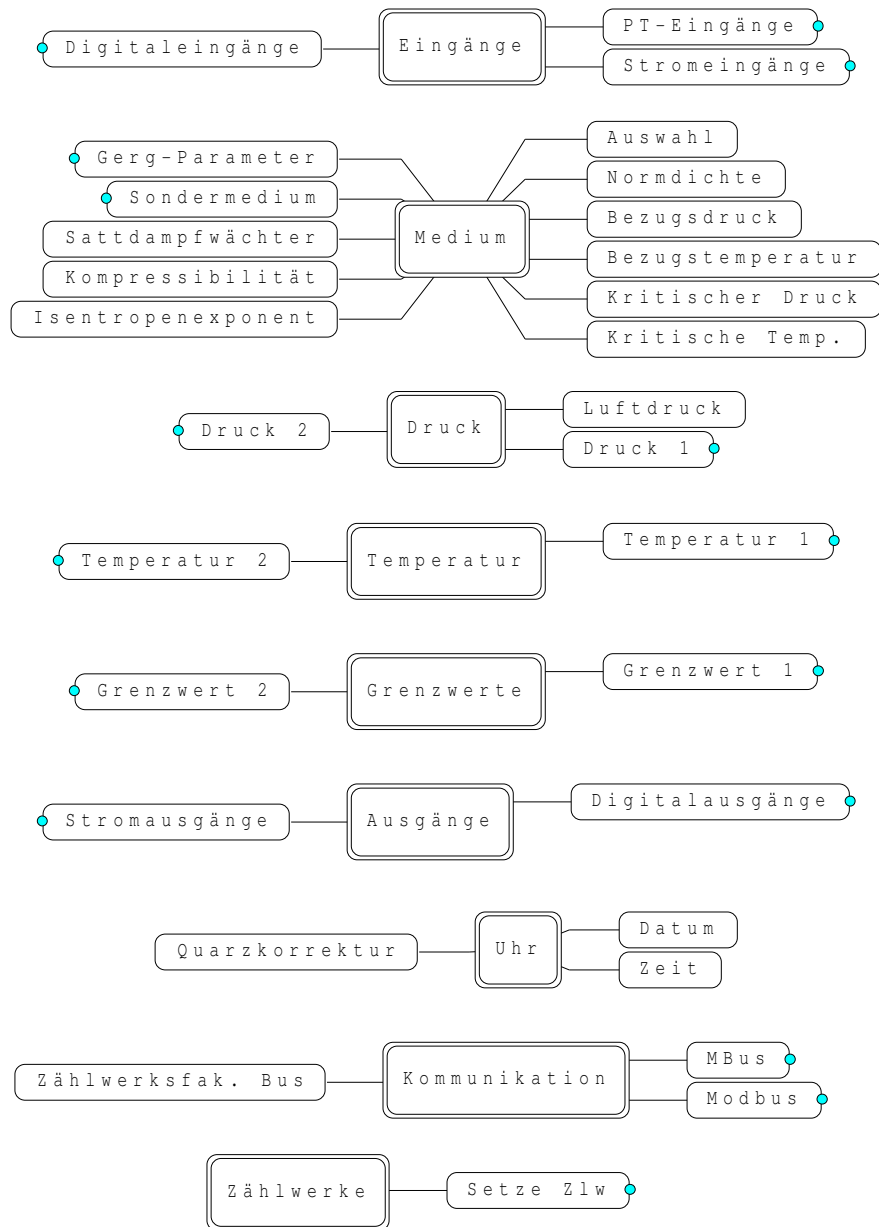 Digitaleingänge
Eingänge
PT-Eingänge
Stromeingänge
Gerg-Parameter
Sondermedium
Sattdampfwächter
Kompressibilität
Isentropenexponent
Medium
Auswahl
Normdichte
Bezugsdruck
Bezugstemperatur
Kritischer Druck
Kritische Temp.
Druck 2
Druck
Luftdruck
Druck 1
Temperatur 2
Temperatur
Temperatur 1
Grenzwert 2
Grenzwerte
Grenzwert 1
Stromausgänge
Ausgänge
Digitalausgänge
Quarzkorrektur
Uhr
Datum
Zeit
Zählwerksfak. Bus
Kommunikation
MBus
Modbus
Zählwerke
Setze Zlw